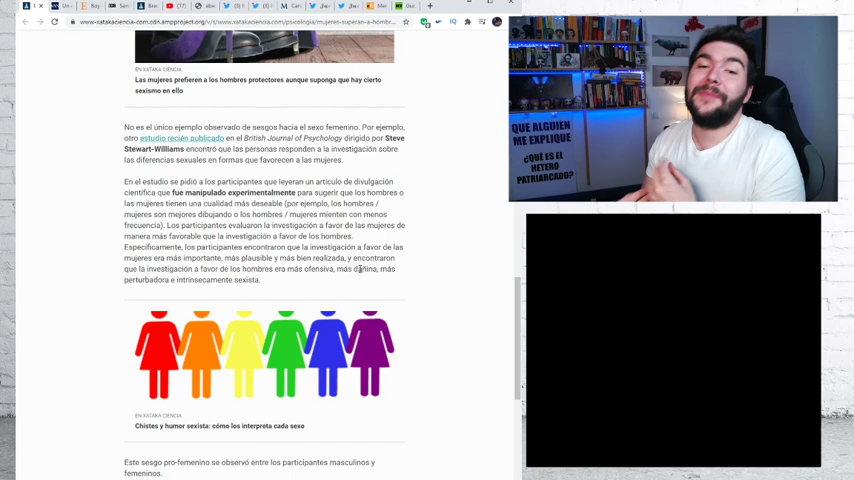 www.xatakaciencia-com.cdn.ampproject.org/v/s/www.xatakaciencia.com/psicologia/mujeres-superan-a-hombr...
EN XATAKA CIENCIA
Las mujeres prefieren a los hombres protectores aunque suponga que hay cierto
sexismo en ello
No es el único ejemplo observado de sesgos hacia el sexo femenino. Por ejemplo,
otro estudio recién publicado en el British Journal of Psychology dirigido por Steve
Stewart-Williams encontró que las personas responden a la investigación sobre
las diferencias sexuales en formas que favorecen a las mujeres.
En el estudio se pidió a los participantes que leyeran un artículo de divulgación
científica que fue manipulado experimentalmente para sugerir que los hombres o
las mujeres tienen una cualidad más deseable (por ejemplo, los hombres /
mujeres son mejores dibujando o los hombres / mujeres mienten con menos
frecuencia). Los participantes evaluaron la investigación a favor de las mujeres de
manera más favorable que la investigación a favor de los hombres.
Específicamente, los participantes encontraron que la investigación a favor de las
mujeres era más importante, más plausible y más bien realizada, y encontraron
que la investigación a favor de los hombres era más ofensiva, más dañina, más
perturbadora e intrínsecamente sexista.
EN XATAKA CIENCIA
Chistes y humor sexista: cómo los interpreta cada sexo
Este sesgo pro-femenino se observó entre los participantes masculinos y
femeninos.
QUE ALGUIEN
ME EXPLIQUE
¿QUÉ ES EL
HETERO
PATRIARCADO?